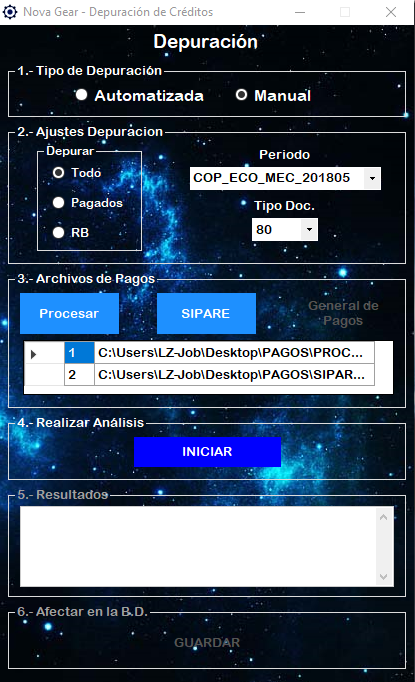 Nova Gear - Depuración de Créditos
Depuración
1.- Tipo de Depuración
Automatizada
Manual
2.- Ajustes Depuracion
Depurar
Todo
Pagados
RB
Periodo
COP_ECO_MEC_201805
Tipo Doc.
80
3.- Archivos de Pagos
Procesar
SIPARE
General de
Pagos
1 C:\Users\LZ-Job\Desktop\PAGOS\PROC...
2 C:\Users\LZ-Job\Desktop\PAGOS\SIPAR...
4.- Realizar Análisis
INICIAR
5.- Resultados
6.- Afectar en la B.D.
GUARDAR